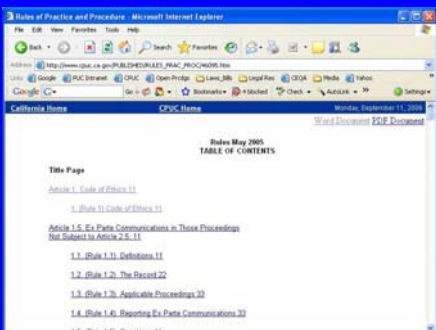 Rules of Practice and Procedure - Microsoft Internet Explorer
File Edit View Favorites Tools Help
Back Search Favorites
Address http://www.cpuc.ca.gov/PUBLISHED/RULES_PRAC_PROC/46095.htm
Links Google PUC Intranet CPUC Open Prcdgs Laws_Bills Legal Res CEQA Media Yahoo
Google G Go Bookmarks Check AutoLink Settings
California Home CPUC Home Monday, September 11, 2006
Word Document PDF Document
Rules May 2005
TABLE OF CONTENTS
Title Page
Article 1. Code of Ethics 11
1. (Rule 1) Code of Ethics 11
Article 1.5. Ex Parte Communications in Those Proceedings
Not Subject to Article 2.5. 11
1.1. (Rule 1.1). Definitions 11
1.2. (Rule 1.2). The Record 22
1.3. (Rule 1.3). Applicable Proceedings 33
1.4. (Rule 1.4). Reporting Ex Parte Communications 33